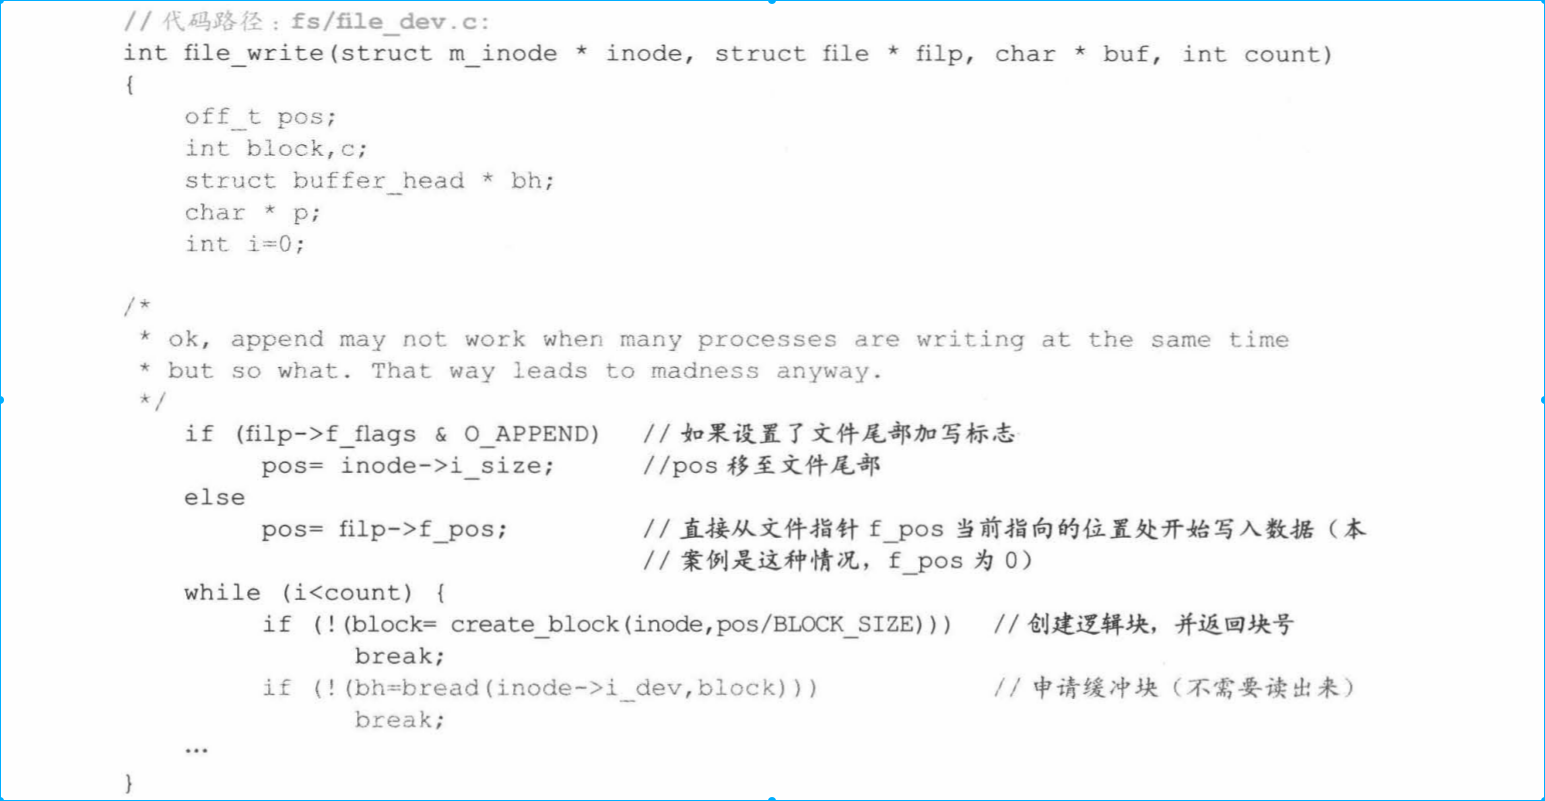 // 代码路径：fs/file_dev.c:
int file_write(struct m_inode * inode, struct file * filp, char * buf, int count)
{
off_t pos;
int block,c;
struct buffer_head * bh;
char * p;
int i=0;
/*
* ok, append may not work when many processes are writing at the same time
* but so what. That way leads to madness anyway.
*/
if (filp->f_flags & O_APPEND) // 如果设置了文件尾部加写标志
pos= inode->i_size; //pos 移至文件尾部
else
pos= filp->f_pos; // 直接从文件指针 f_pos 当前指向的位置处开始写入数据（本
// 案例是这种情况，f_pos 为 0）
while (i<count) {
if (!(block= create_block(inode,pos/BLOCK_SIZE))) // 创建逻辑块，并返回块号
break;
if (!(bh=bread(inode->i_dev,block))) // 申请缓冲块（不需要读出来）
break;
…
}